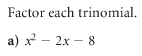 Factor each trinomial.
a) x² − 2x − 8